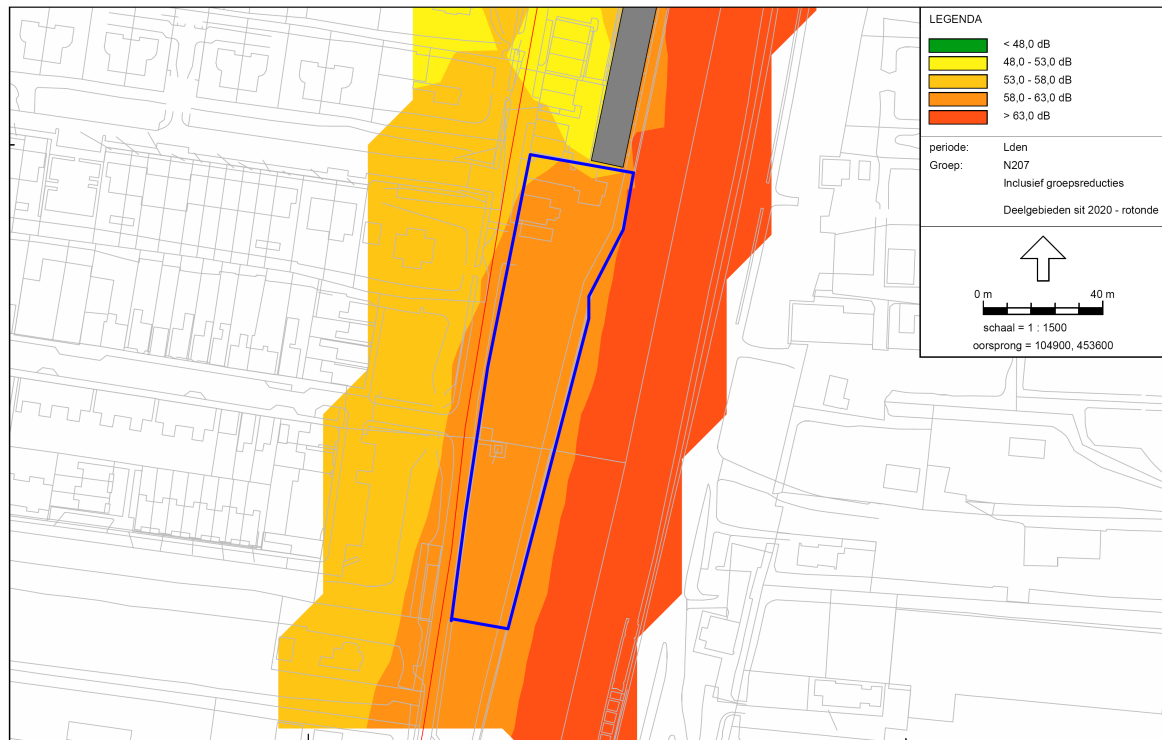 LEGENDA
< 48,0 dB
48,0 - 53,0 dB
53,0 - 58,0 dB
58,0 - 63,0 dB
> 63,0 dB
periode: Lden
Groep: N207
Inclusief groepsreducties
Deelgebieden sit 2020 - rotonde
0 m 40 m
schaal = 1 : 1500
oorsprong = 104900, 453600